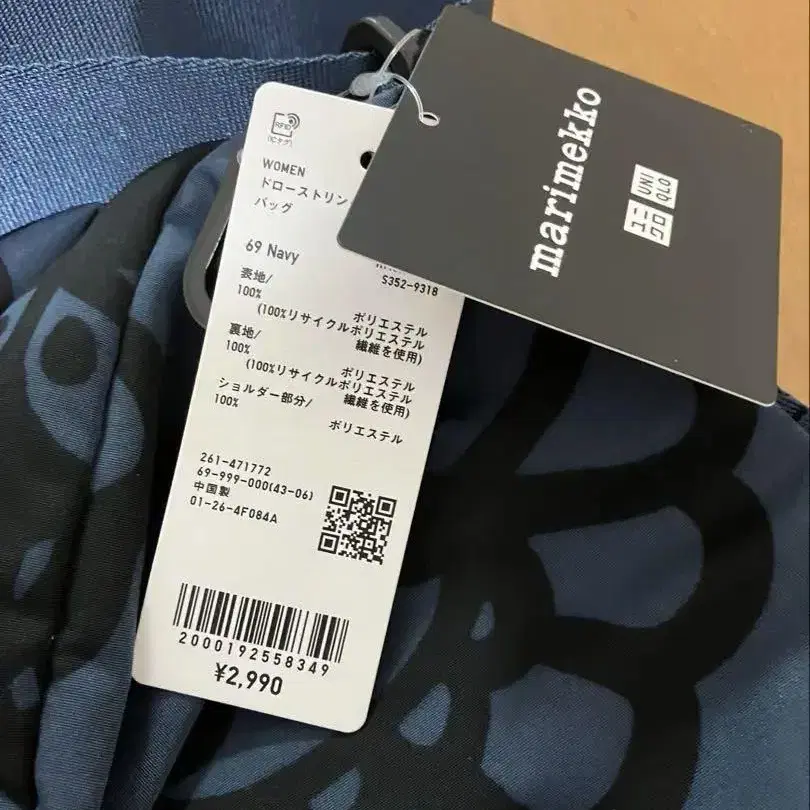 RFID
(ICタグ)
WOMEN
ドローストリング
バッグ
69 Navy
S352-9318
表地/
100%
ポリエステル
(100%リサイクルポリエステル
繊維を使用)
裏地/
100%
ポリエステル
(100%リサイクルポリエステル
繊維を使用)
ショルダー部分/
100%
ポリエステル
261-471772
69-999-000(43-06)
中国製
01-26-4F084A
2000192558349
¥2,990
marimekko
ユニ
クロ
UNI
QLO